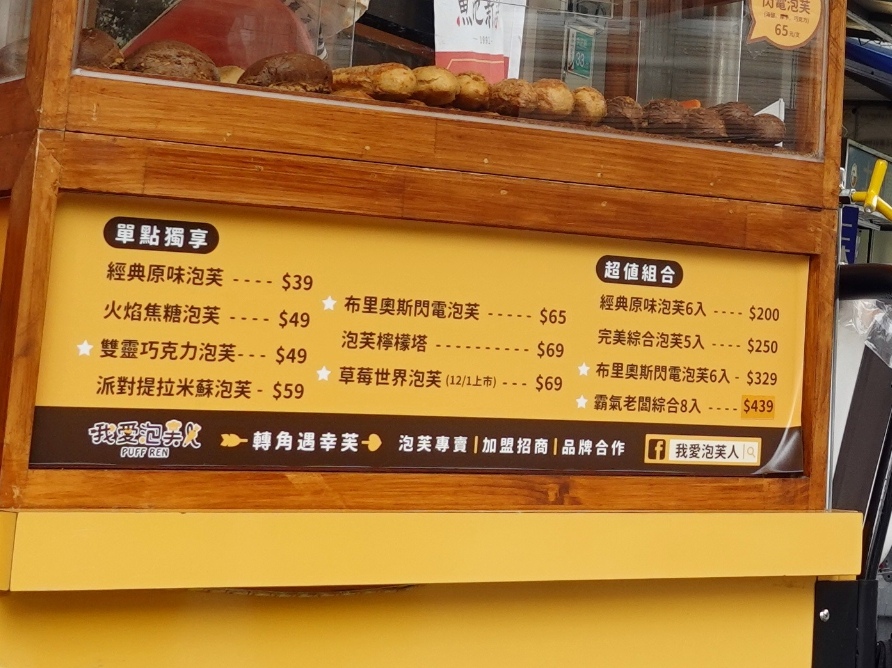 閃電泡芙
65元/支
單點獨享
經典原味泡芙 ---- $39
火焰焦糖泡芙 ---- $49
雙靈巧克力泡芙--- $49
派對提拉米蘇泡芙 - $59
布里奧斯閃電泡芙 ---- $65
泡芙檸檬塔 ---------- $69
草莓世界泡芙 (12/1上市) --- $69
超值組合
經典原味泡芙6入 ---- $200
完美綜合泡芙5入 ---- $250
布里奧斯閃電泡芙6入 - $329
霸氣老闆綜合8入 ---- $439
我愛泡芙人
PUFF REN
轉角遇幸芙
泡芙專賣|加盟招商|品牌合作
f 我愛泡芙人